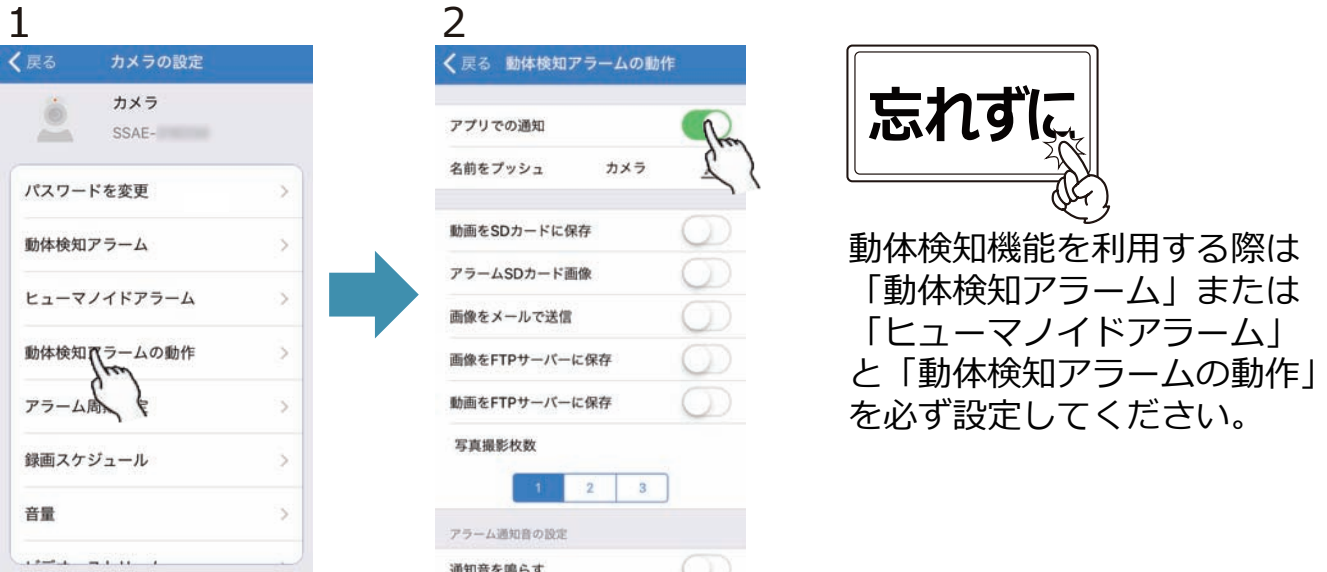 1
戻る カメラの設定
カメラ
SSAE-
パスワードを変更
動体検知アラーム
ヒューマノイドアラーム
動体検知アラームの動作
アラーム周
録画スケジュール
音量
2
戻る 動体検知アラームの動作
アプリでの通知
名前をプッシュ カメラ
動画をSDカードに保存
アラームSDカード画像
画像をメールで送信
画像をFTPサーバーに保存
動画をFTPサーバーに保存
写真撮影枚数
1 2 3
アラーム通知音の設定
通知音を鳴らす
忘れずに
動体検知機能を利用する際は
「動体検知アラーム」または
「ヒューマノイドアラーム」
と「動体検知アラームの動作」
を必ず設定してください。